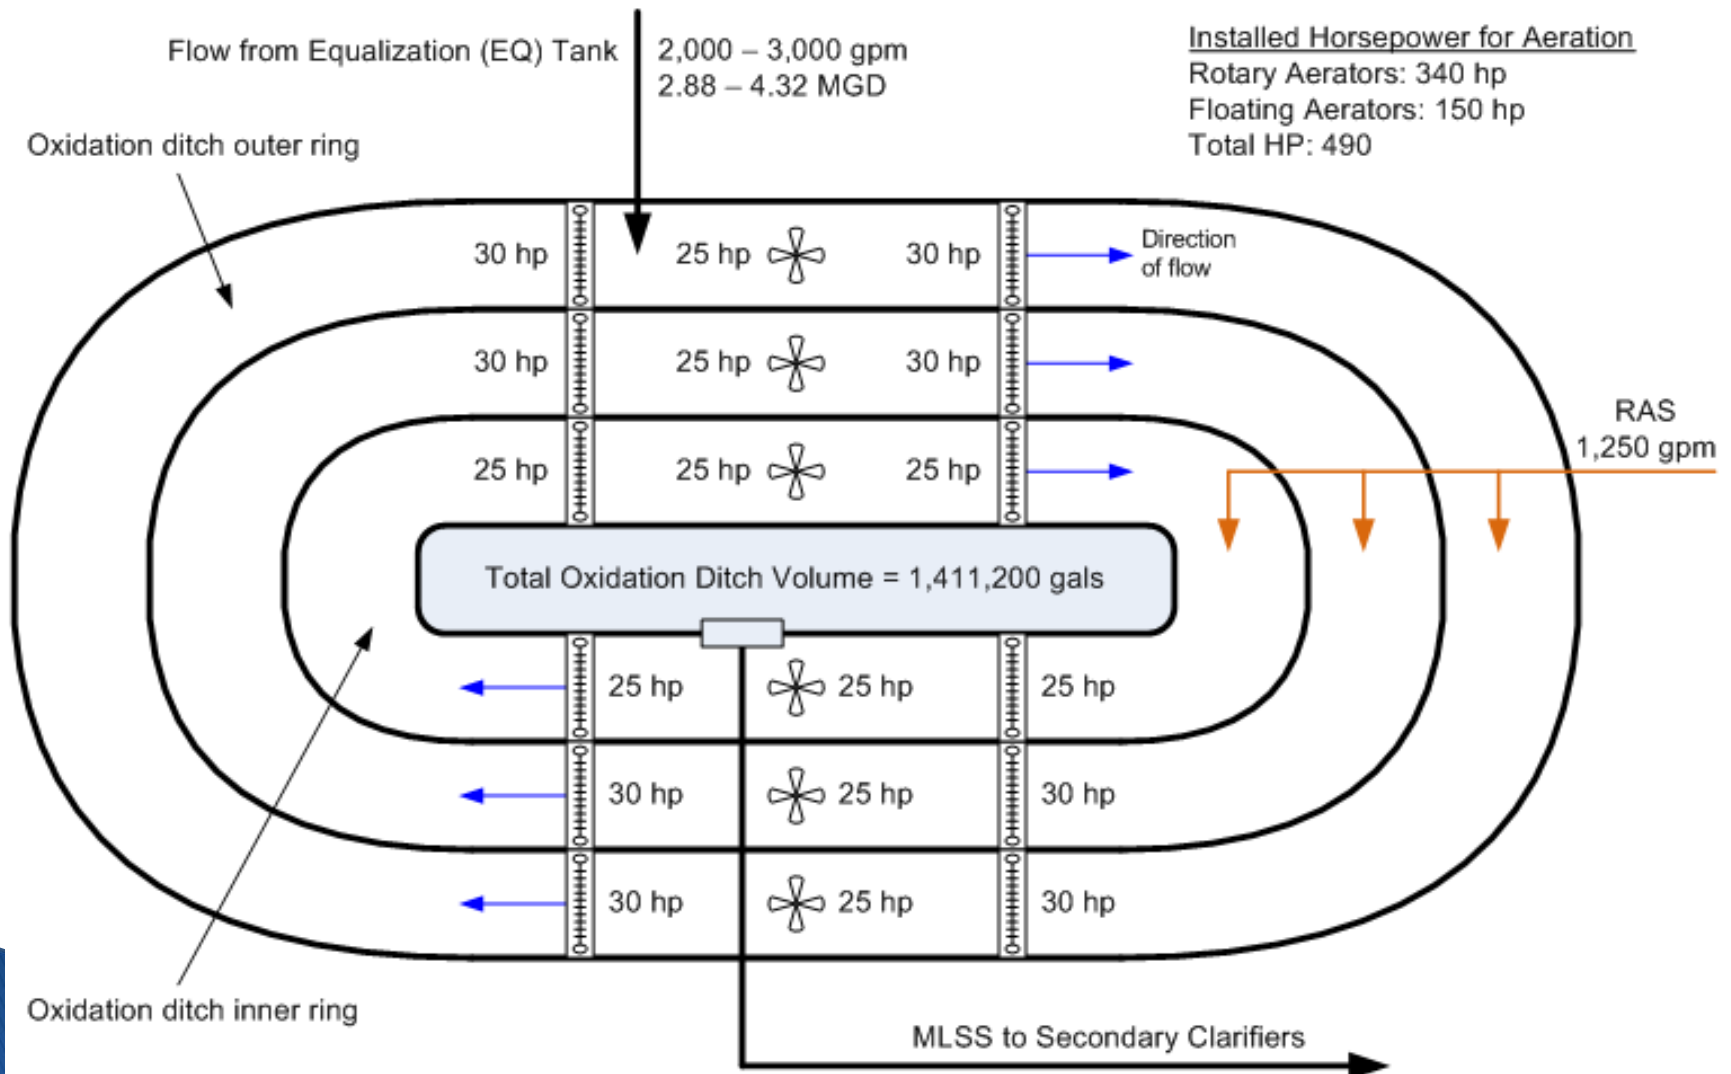 Flow from Equalization (EQ) Tank
2,000 – 3,000 gpm
2.88 – 4.32 MGD
Installed Horsepower for Aeration
Rotary Aerators: 340 hp
Floating Aerators: 150 hp
Total HP: 490
Oxidation ditch outer ring
30 hp
25 hp
30 hp
Direction
of flow
30 hp
25 hp
30 hp
RAS
1,250 gpm
25 hp
25 hp
25 hp
Total Oxidation Ditch Volume = 1,411,200 gals
25 hp
25 hp
25 hp
30 hp
25 hp
30 hp
30 hp
25 hp
30 hp
Oxidation ditch inner ring
MLSS to Secondary Clarifiers